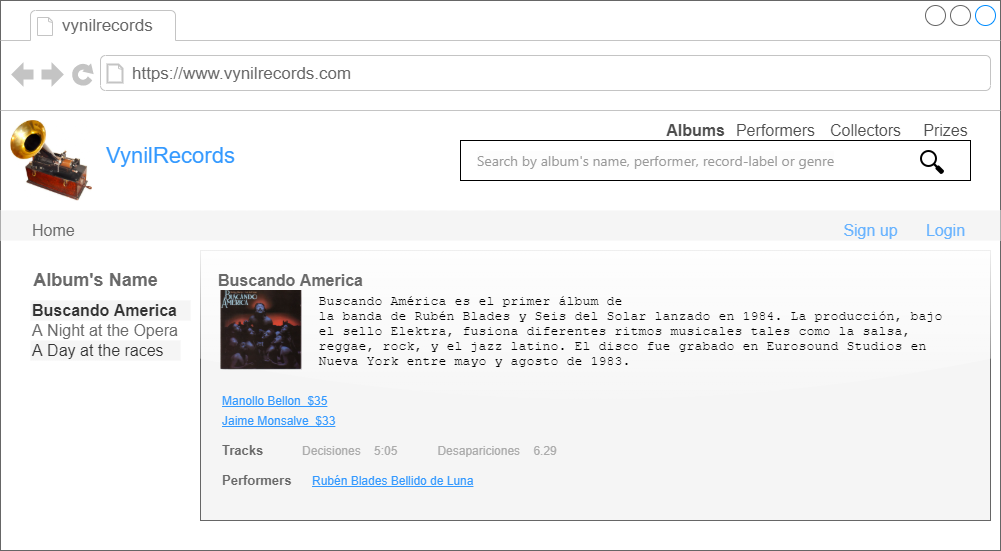 vynilrecords
https://www.vynilrecords.com
Albums Performers Collectors Prizes
VynilRecords
Search by album's name, performer, record-label or genre
Home Sign up Login
Album's Name
Buscando America
A Night at the Opera
A Day at the races
Buscando America
BUSCANDO
AMERICA
Buscando América es el primer álbum de
la banda de Rubén Blades y Seis del Solar lanzado en 1984. La producción, bajo
el sello Elektra, fusiona diferentes ritmos musicales tales como la salsa,
reggae, rock, y el jazz latino. El disco fue grabado en Eurosound Studios en
Nueva York entre mayo y agosto de 1983.
Manollo Bellon $35
Jaime Monsalve $33
Tracks Decisiones 5:05 Desapariciones 6.29
Performers Rubén Blades Bellido de Luna